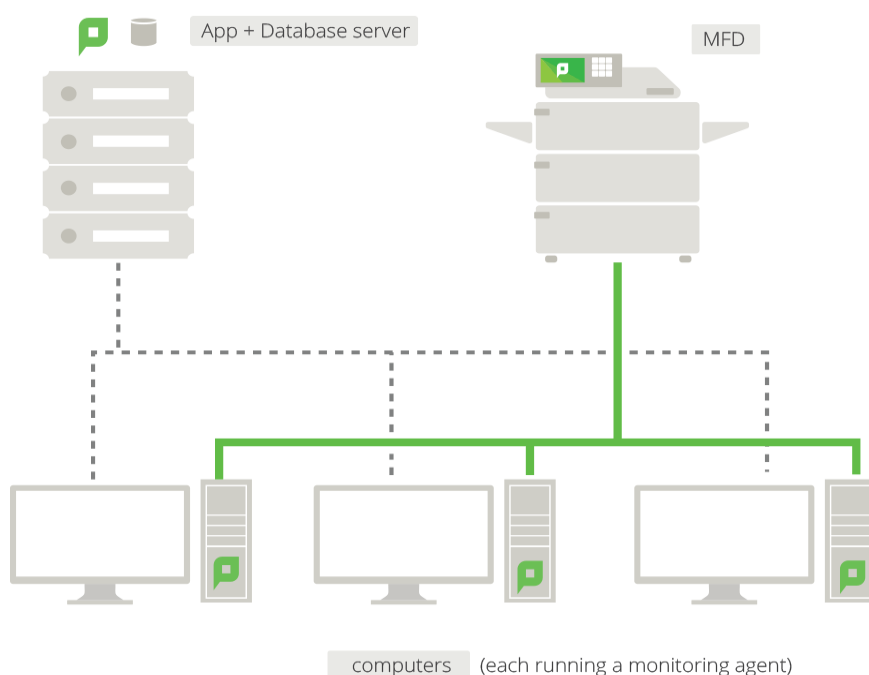 App + Database server
MFD
computers (each running a monitoring agent)